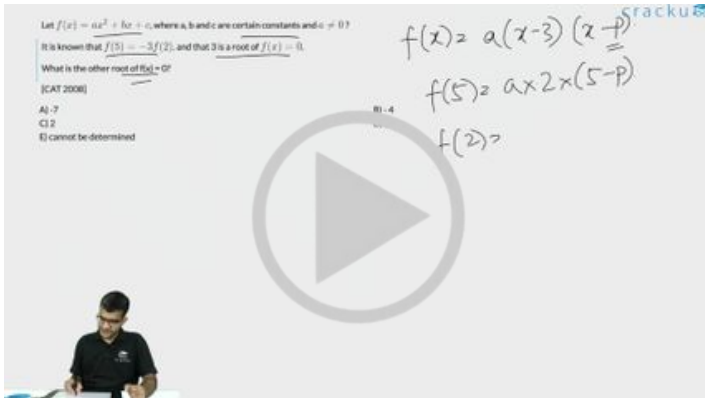 cracku
Let f(x) = ax² + bx + c, where a, b and c are certain constants and a ≠ 0?
It is known that f(5) = −3f(2), and that 3 is a root of f(x) = 0.
What is the other root of f(x) = 0?
[CAT 2008]
A) -7
B) - 4
C) 2
E) cannot be determined
f(x) = a(x-3) (x-p)
f(5) = a×2×(5-p)
f(2) =